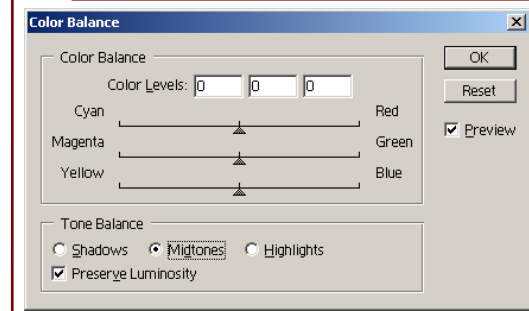 Color Balance
Color Balance
OK
Color Levels: 0 0 0
Reset
Cyan Red
Preview
Magenta Green
Yellow Blue
Tone Balance
Shadows Midtones Highlights
Preserve Luminosity